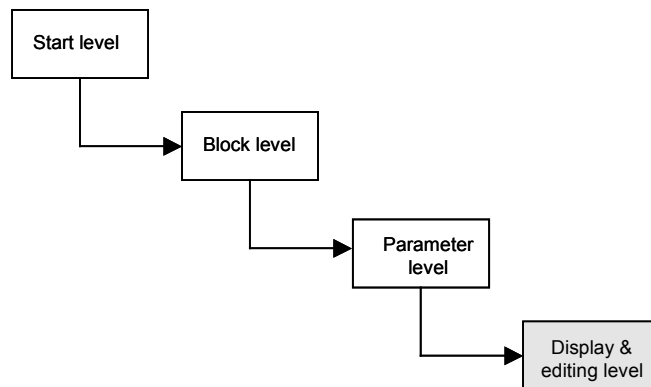 Start level
Block level
Parameter
level
Display &
editing level